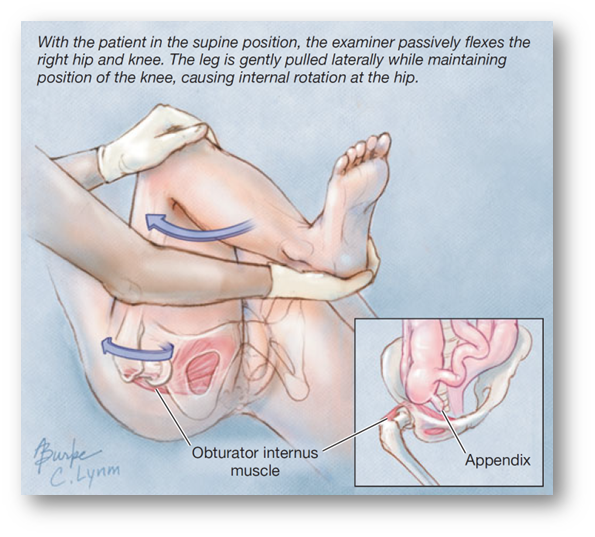 With the patient in the supine position, the examiner passively flexes the
right hip and knee. The leg is gently pulled laterally while maintaining
position of the knee, causing internal rotation at the hip.
Obturator internus
muscle
Appendix
Burke
C. Lynm